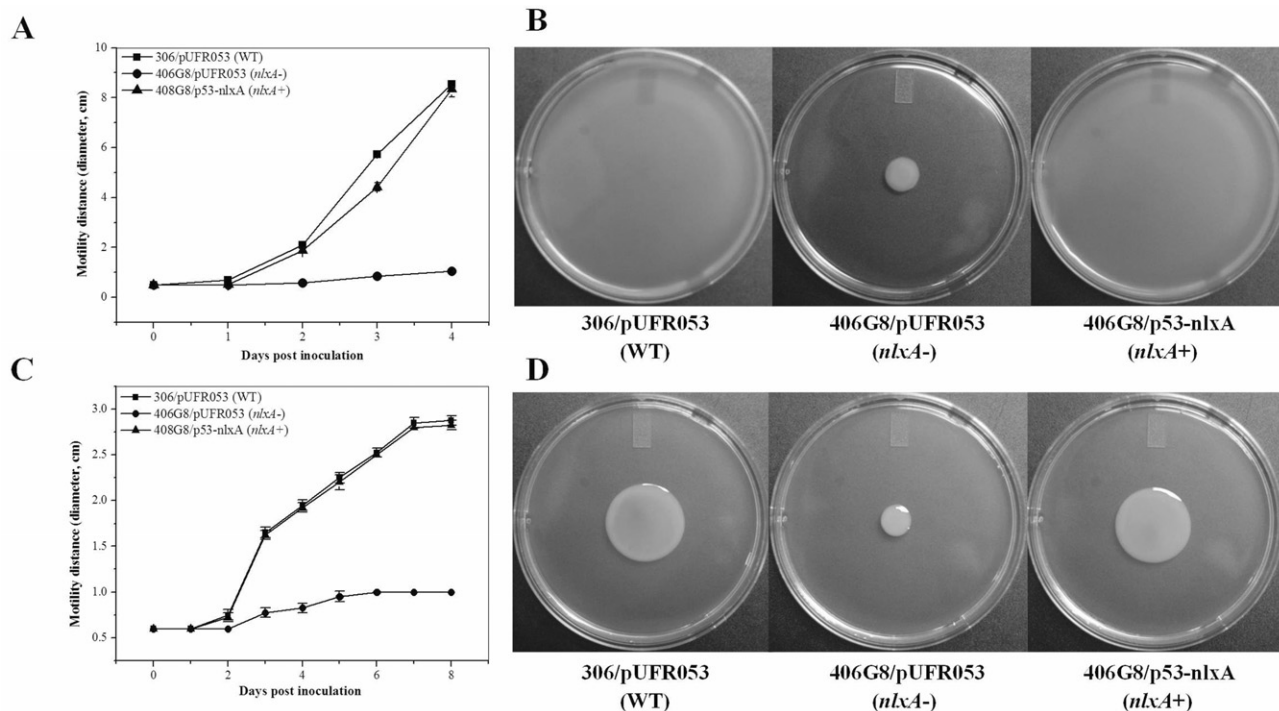 A
10
8
6
4
2
0
Motility distance (diameter, cm)
306/pUFR053 (WT)
406G8/pUFR053 (nlxA-)
408G8/p53-nlxA (nlxA+)
0 1 2 3 4
Days post inoculation
B
306/pUFR053
(WT)
406G8/pUFR053
(nlxA-)
406G8/p53-nlxA
(nlxA+)
C
3.0
2.5
2.0
1.5
1.0
0.5
Motility distance (diameter, cm)
306/pUFR053 (WT)
406G8/pUFR053 (nlxA-)
408G8/p53-nlxA (nlxA+)
0 2 4 6 8
Days post inoculation
D
306/pUFR053
(WT)
406G8/pUFR053
(nlxA-)
406G8/p53-nlxA
(nlxA+)